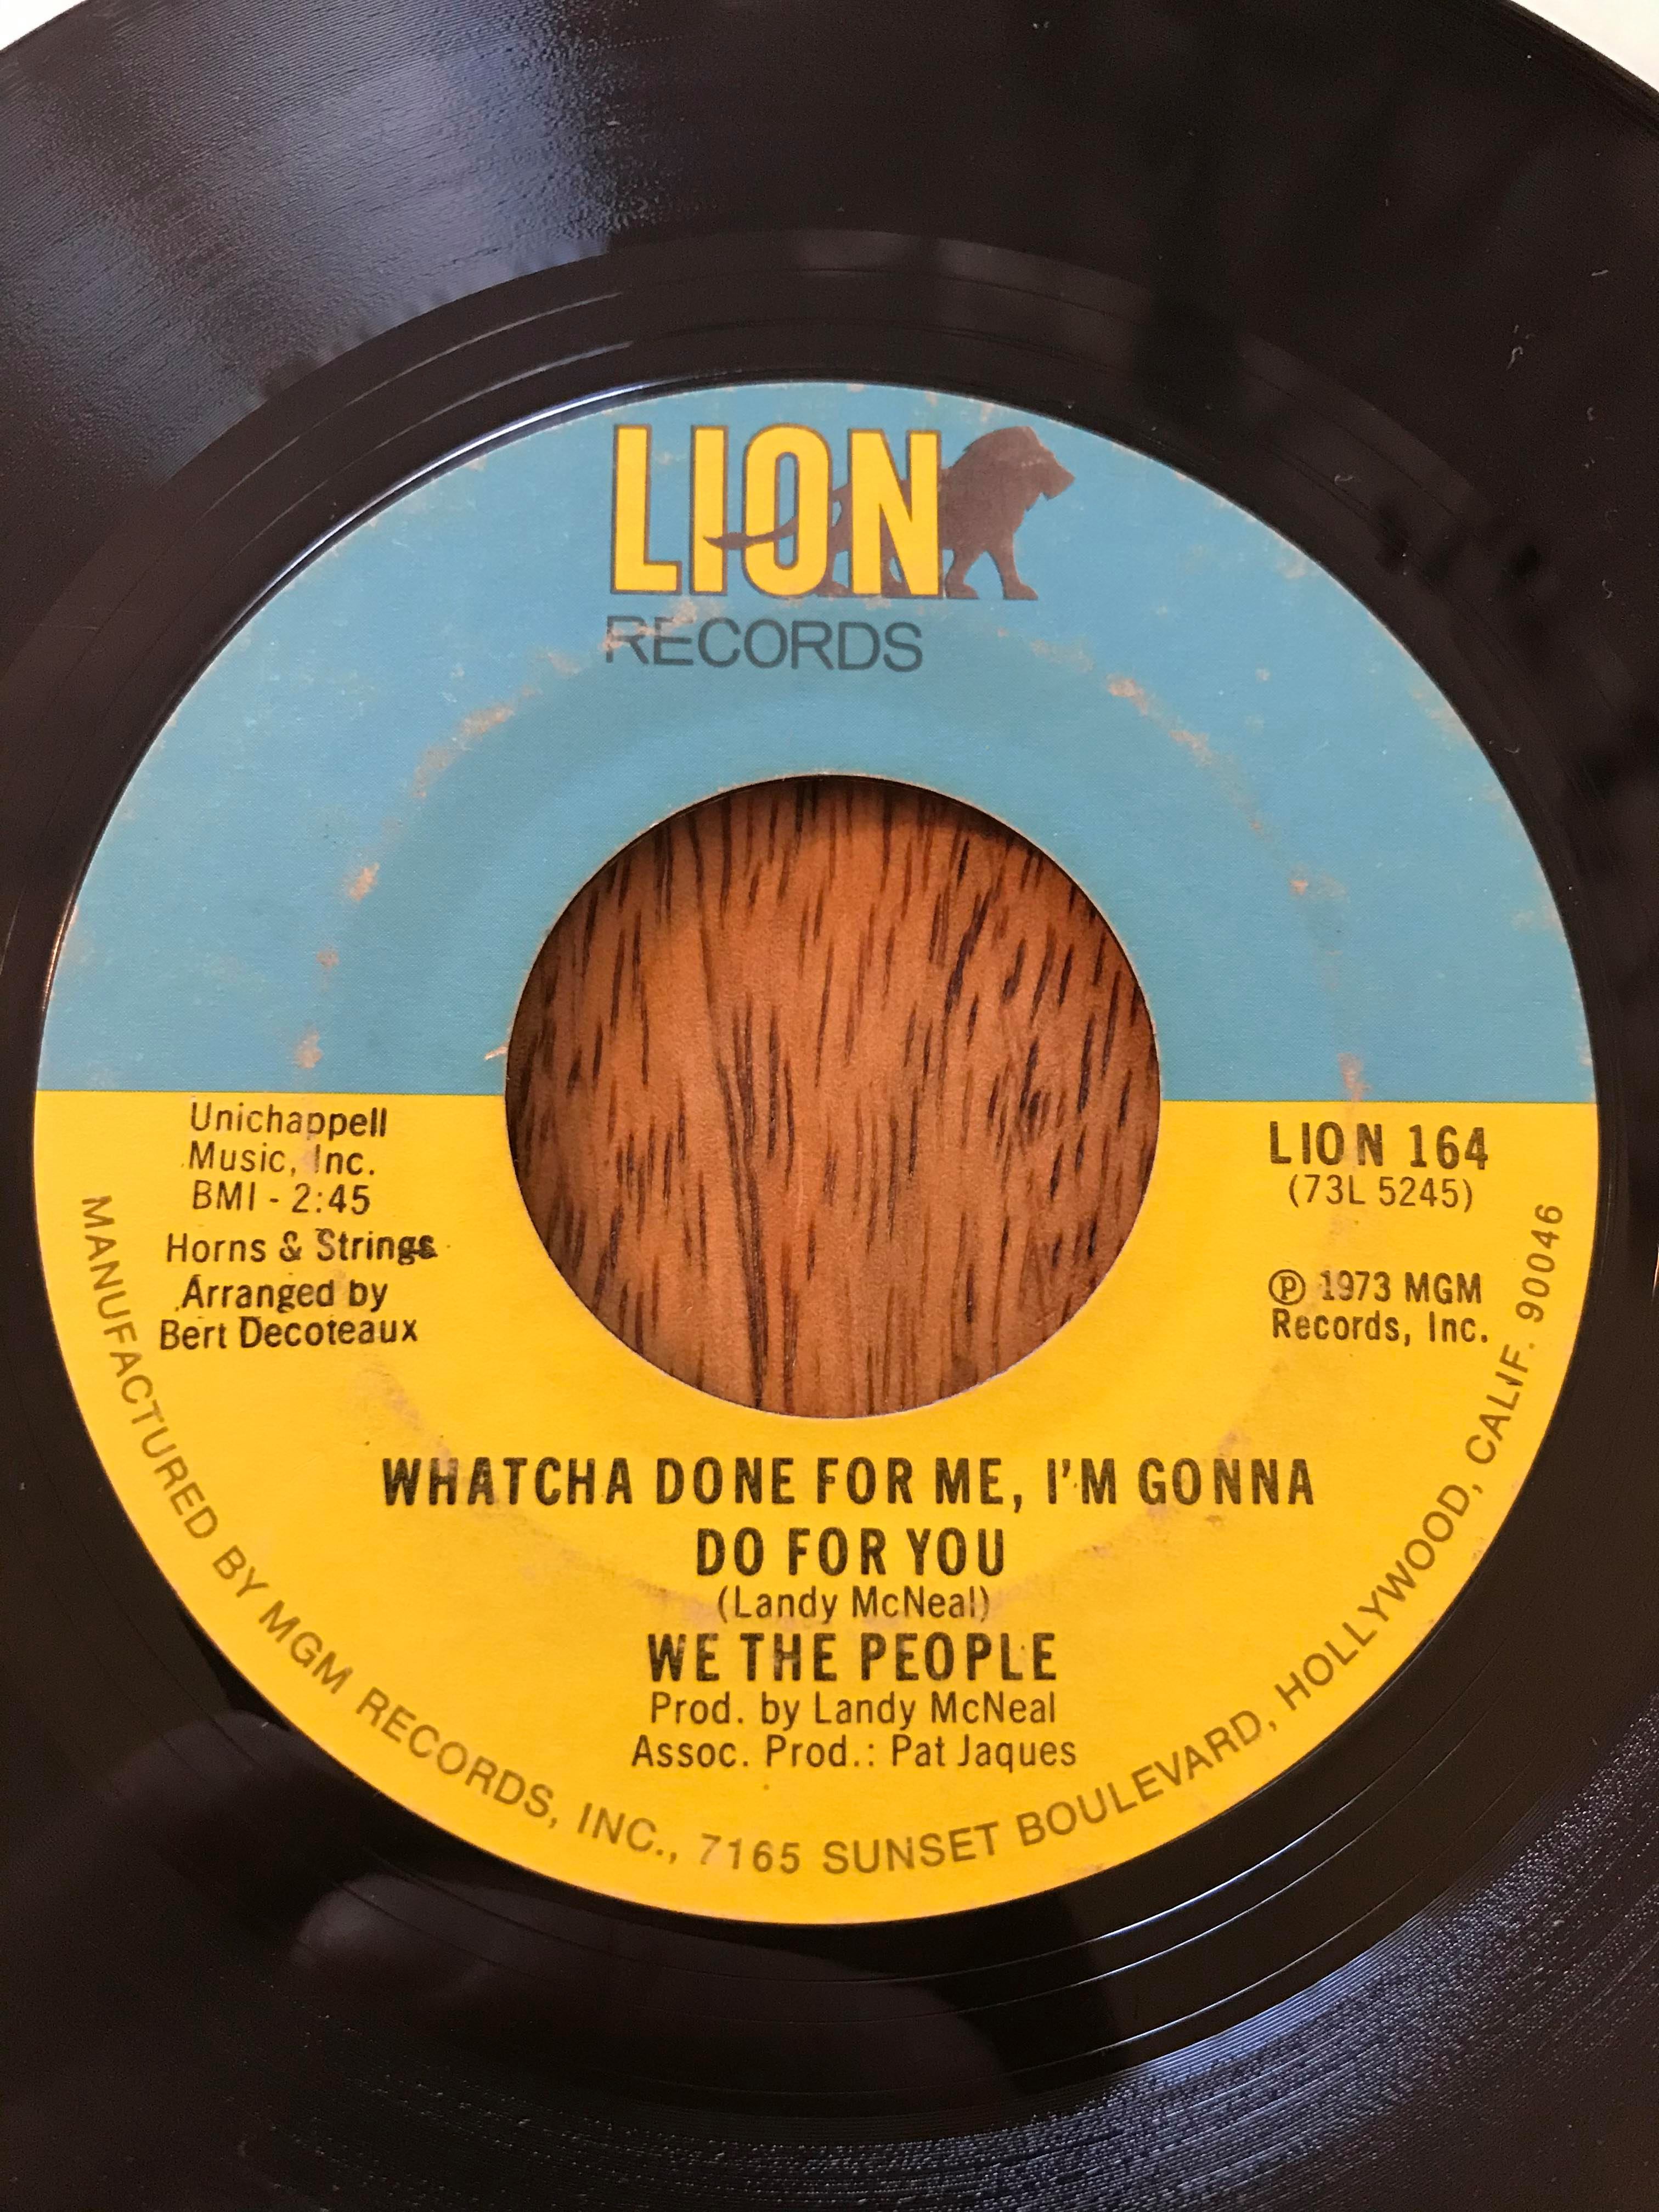 LION
RECORDS
Unichappell
Music, Inc.
BMI - 2:45
Horns & Strings
Arranged by
Bert Decoteaux
LION 164
(73L 5245)
℗ 1973 MGM
Records, Inc.
WHATCHA DONE FOR ME, I'M GONNA
DO FOR YOU
(Landy McNeal)
WE THE PEOPLE
Prod. by Landy McNeal
Assoc. Prod.: Pat Jaques
MANUFACTURED BY MGM RECORDS, INC., 7165 SUNSET BOULEVARD, HOLLYWOOD, CALIF. 90046